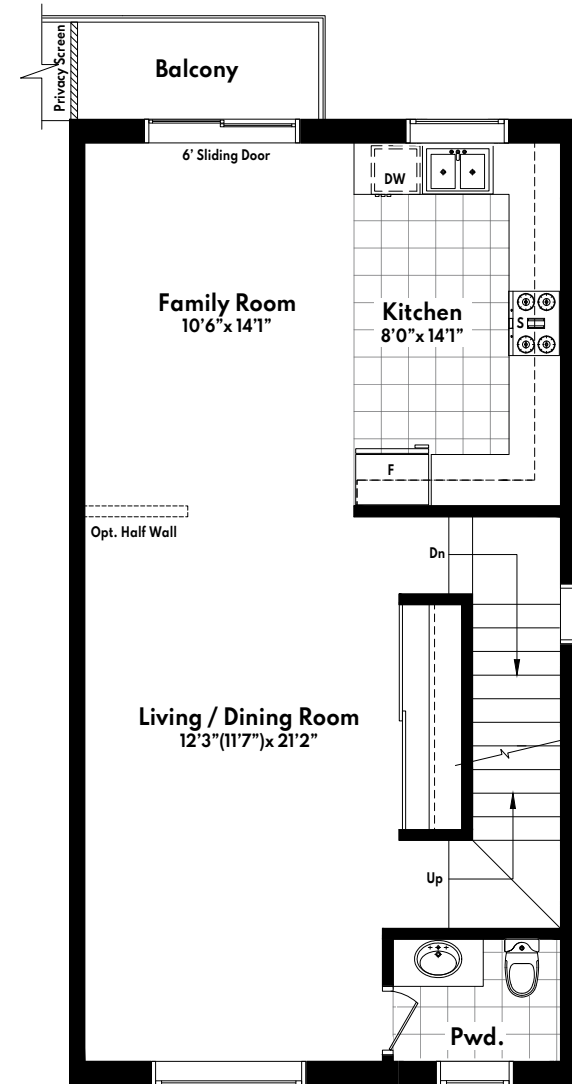 Privacy Screen
Balcony
6' Sliding Door
DW
Family Room
10'6"x 14'1"
Kitchen
8'0"x 14'1"
S
F
Opt. Half Wall
Dn
Living / Dining Room
12'3"(11'7")x 21'2"
Up
Pwd.